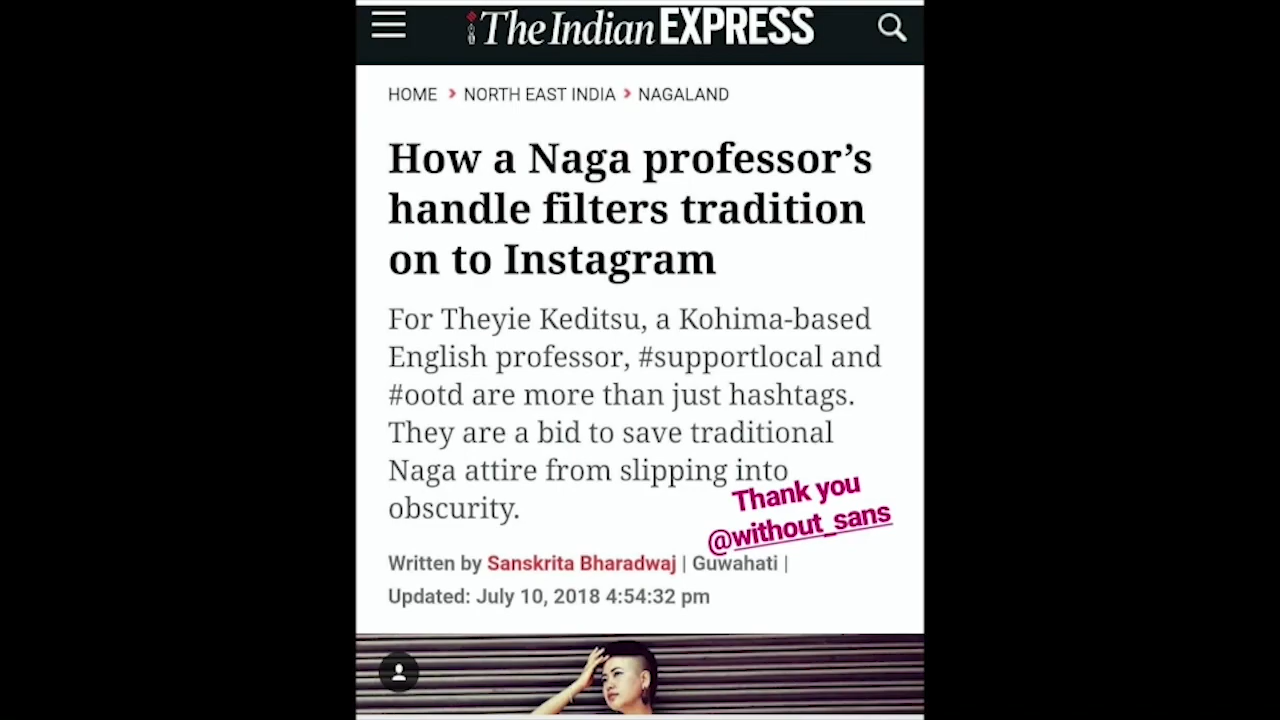 The Indian EXPRESS
HOME > NORTH EAST INDIA > NAGALAND
How a Naga professor’s
handle filters tradition
on to Instagram
For Theyie Keditsu, a Kohima-based
English professor, #supportlocal and
#ootd are more than just hashtags.
They are a bid to save traditional
Naga attire from slipping into
obscurity.
Thank you
@without_sans
Written by Sanskrita Bharadwaj | Guwahati |
Updated: July 10, 2018 4:54:32 pm